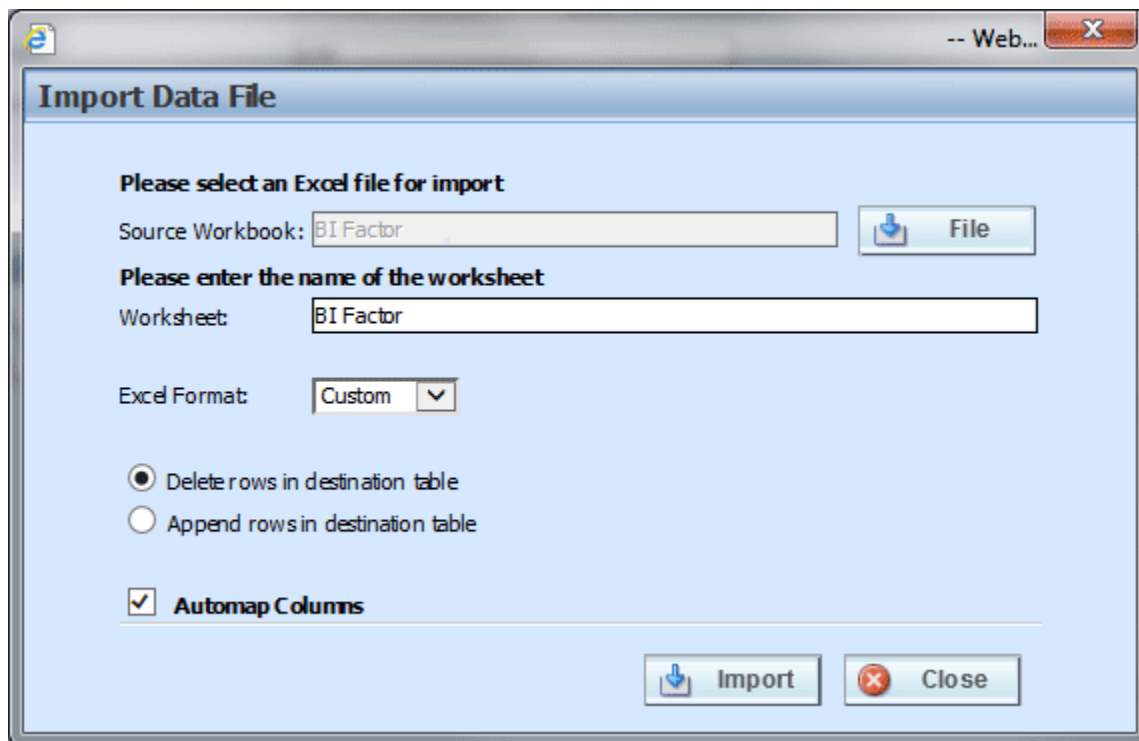 -- Web...
Import Data File
Please select an Excel file for import
Source Workbook: BI Factor File
Please enter the name of the worksheet
Worksheet: BI Factor
Excel Format: Custom
Delete rows in destination table
Append rows in destination table
Automap Columns
Import Close